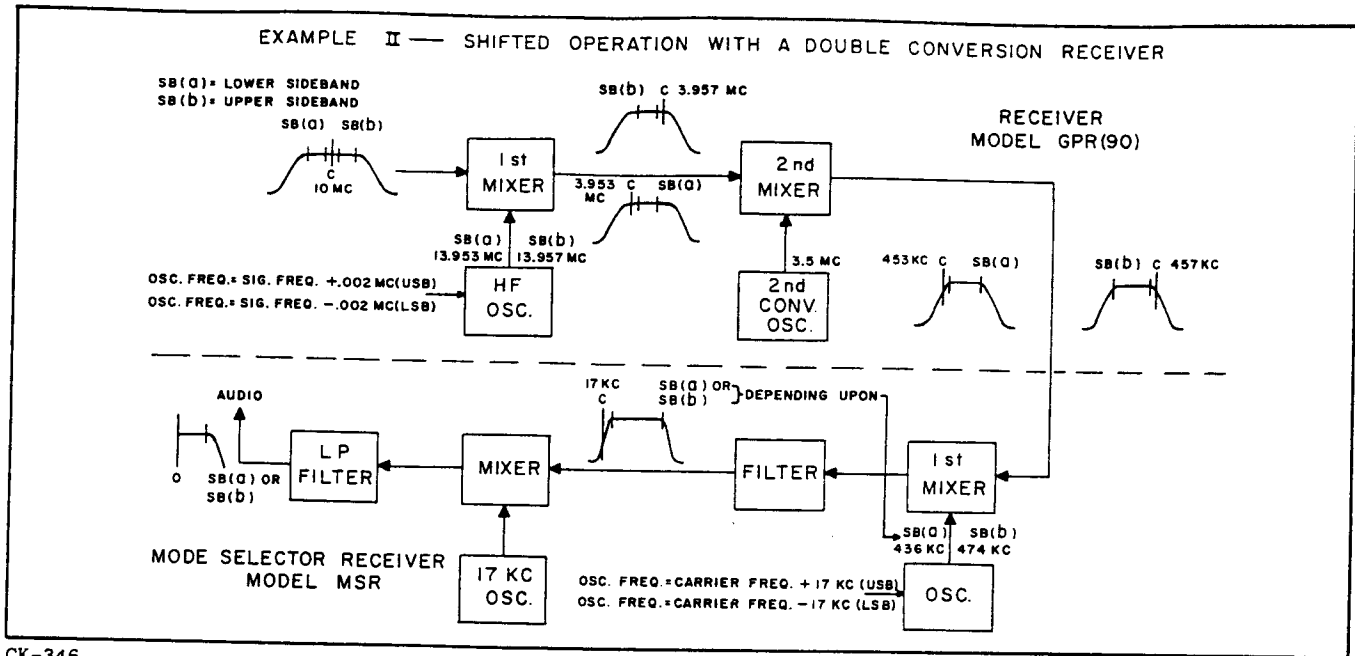 EXAMPLE II — SHIFTED OPERATION WITH A DOUBLE CONVERSION RECEIVER
SB(a)= LOWER SIDEBAND
SB(b)= UPPER SIDEBAND
SB(a) SB(b)
C
10 MC
1st
MIXER
SB(b) C 3.957 MC
3.953 C SB(a)
MC
2nd
MIXER
RECEIVER
MODEL GPR(90)
SB(a) SB(b)
13.953 MC 13.957 MC
OSC. FREQ.= SIG. FREQ. +.002 MC(USB)
OSC. FREQ.= SIG. FREQ. -.002 MC(LSB)
HF
OSC.
3.5 MC
2nd
CONV.
OSC.
453 KC C SB(a)
SB(b) C 457 KC
AUDIO
O SB(a) OR
SB(b)
LP
FILTER
MIXER
17 KC
C
SB(a) OR
SB(b)
}DEPENDING UPON
FILTER
1st
MIXER
SB(a) SB(b)
436 KC 474 KC
MODE SELECTOR RECEIVER
MODEL MSR
17 KC
OSC.
OSC. FREQ.=CARRIER FREQ. + 17 KC (USB)
OSC. FREQ.=CARRIER FREQ. -17 KC (LSB)
OSC.
CK-346